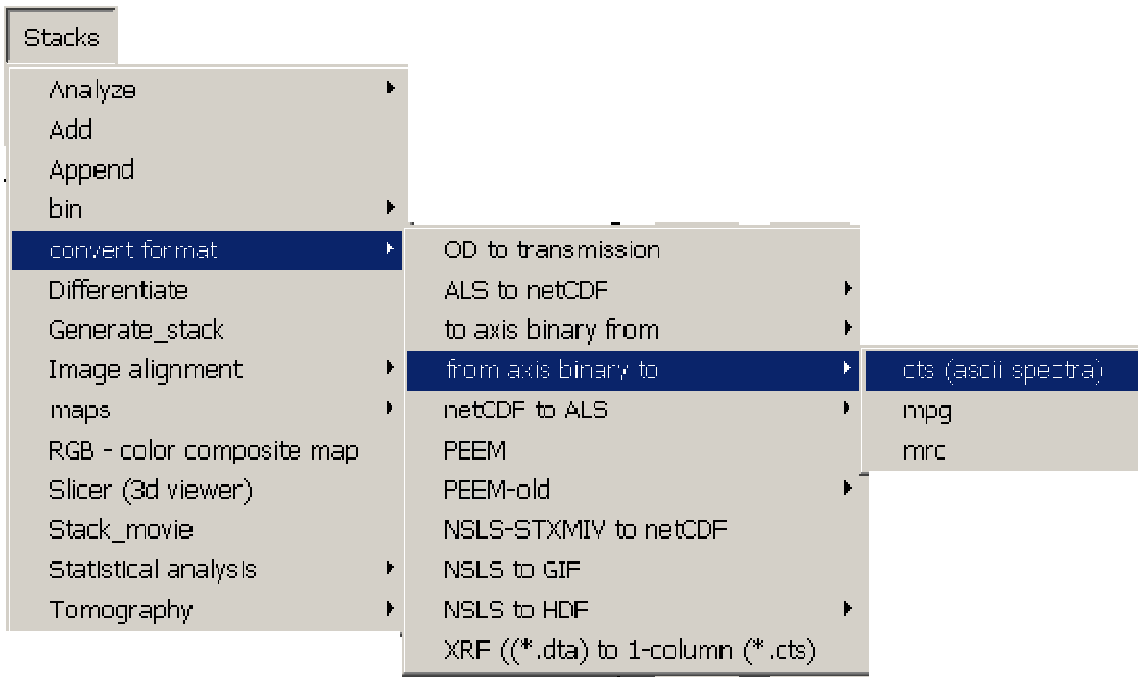 Stacks
Analyze
Add
Append
bin
convert format
Differentiate
Generate_stack
Image alignment
maps
RGB - color composite map
Slicer (3d viewer)
Stack_movie
Statistical analysis
Tomography
OD to transmission
ALS to netCDF
to axis binary from
from axis binary to
netCDF to ALS
PEEM
PEEM-old
NSLS-STXMIV to netCDF
NSLS to GIF
NSLS to HDF
XRF ((*.dta) to 1-column (*.cts)
cts (ascii spectra)
mpg
mrc